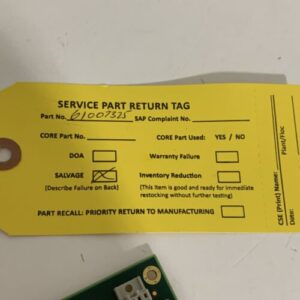 SERVICE PART RETURN TAG
Part No. 61007325 SAP Complaint No.
CORE Part No. CORE Part Used: YES / NO
DOA Warranty Failure
SALVAGE Inventory Reduction
(Describe Failure on Back) (This item is good and ready for immediate
restocking without further testing)
PART RECALL: PRIORITY RETURN TO MANUFACTURING
CSE (Print) Name:
Date:
Plant/Floc